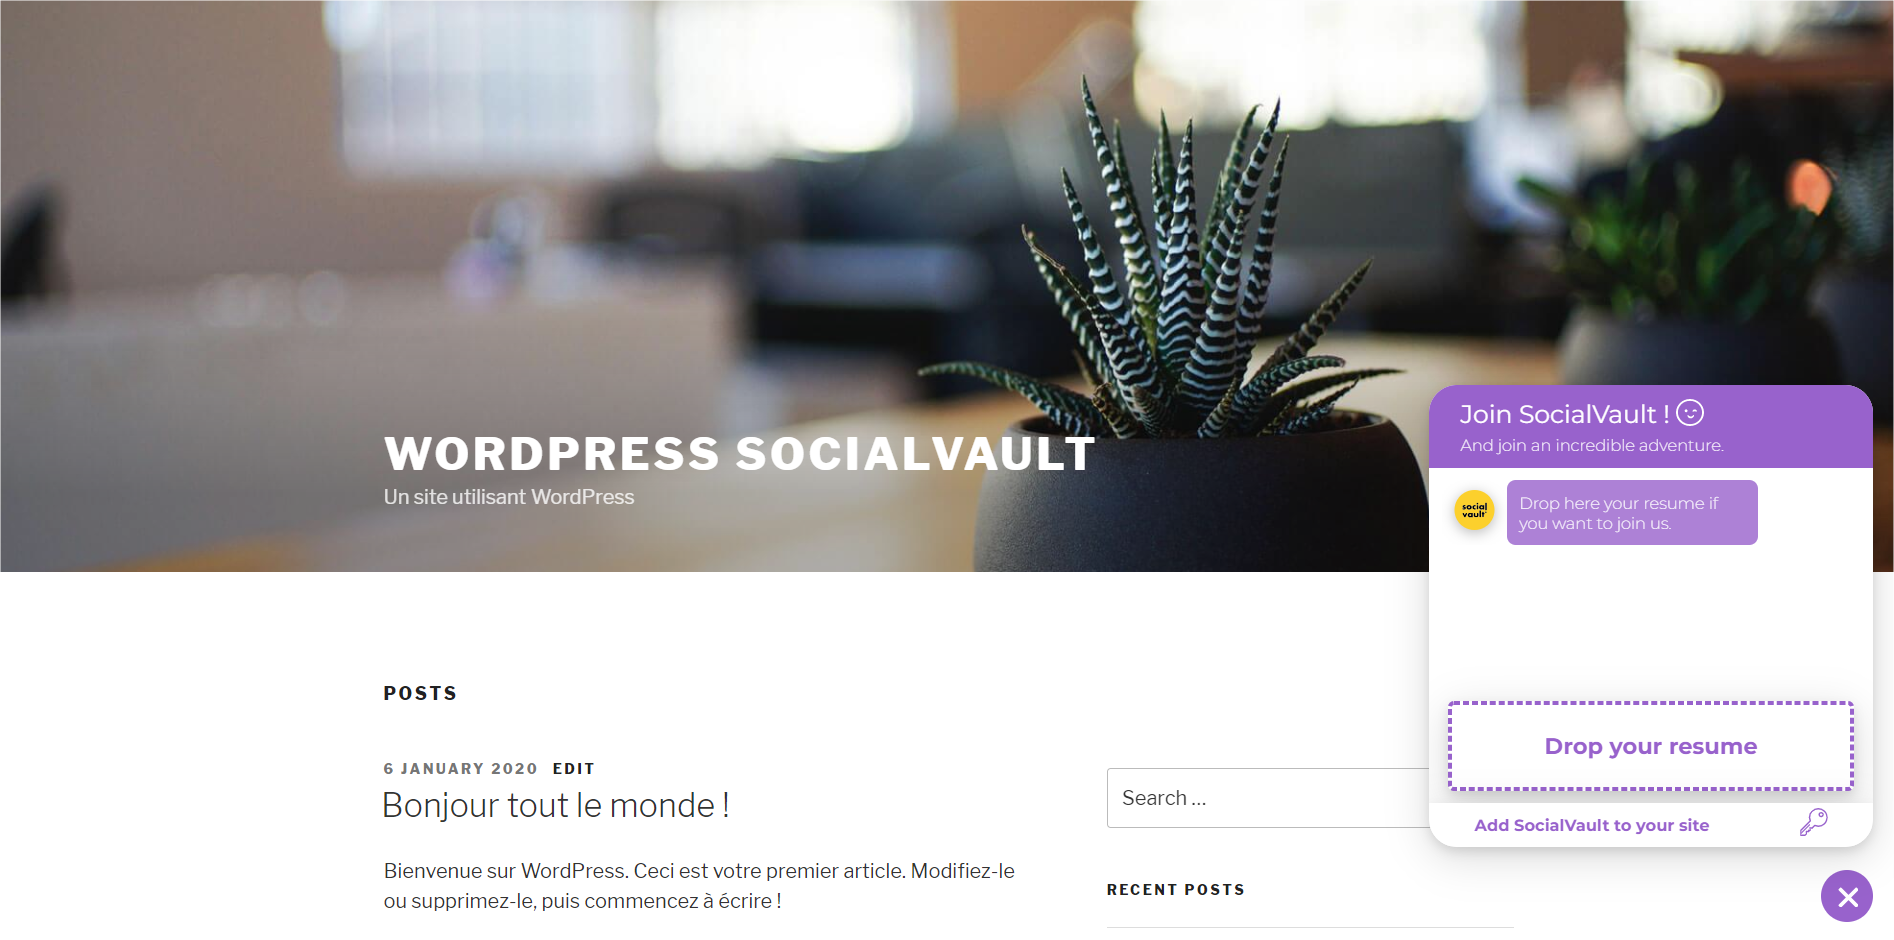 WORDPRESS SOCIALVAULT
Un site utilisant WordPress
POSTS
6 JANUARY 2020 EDIT
Bonjour tout le monde !
Bienvenue sur WordPress. Ceci est votre premier article. Modifiez-le
ou supprimez-le, puis commencez à écrire !
Search …
RECENT POSTS
Join SocialVault !
And join an incredible adventure.
social
vault
Drop here your resume if
you want to join us.
Drop your resume
Add SocialVault to your site